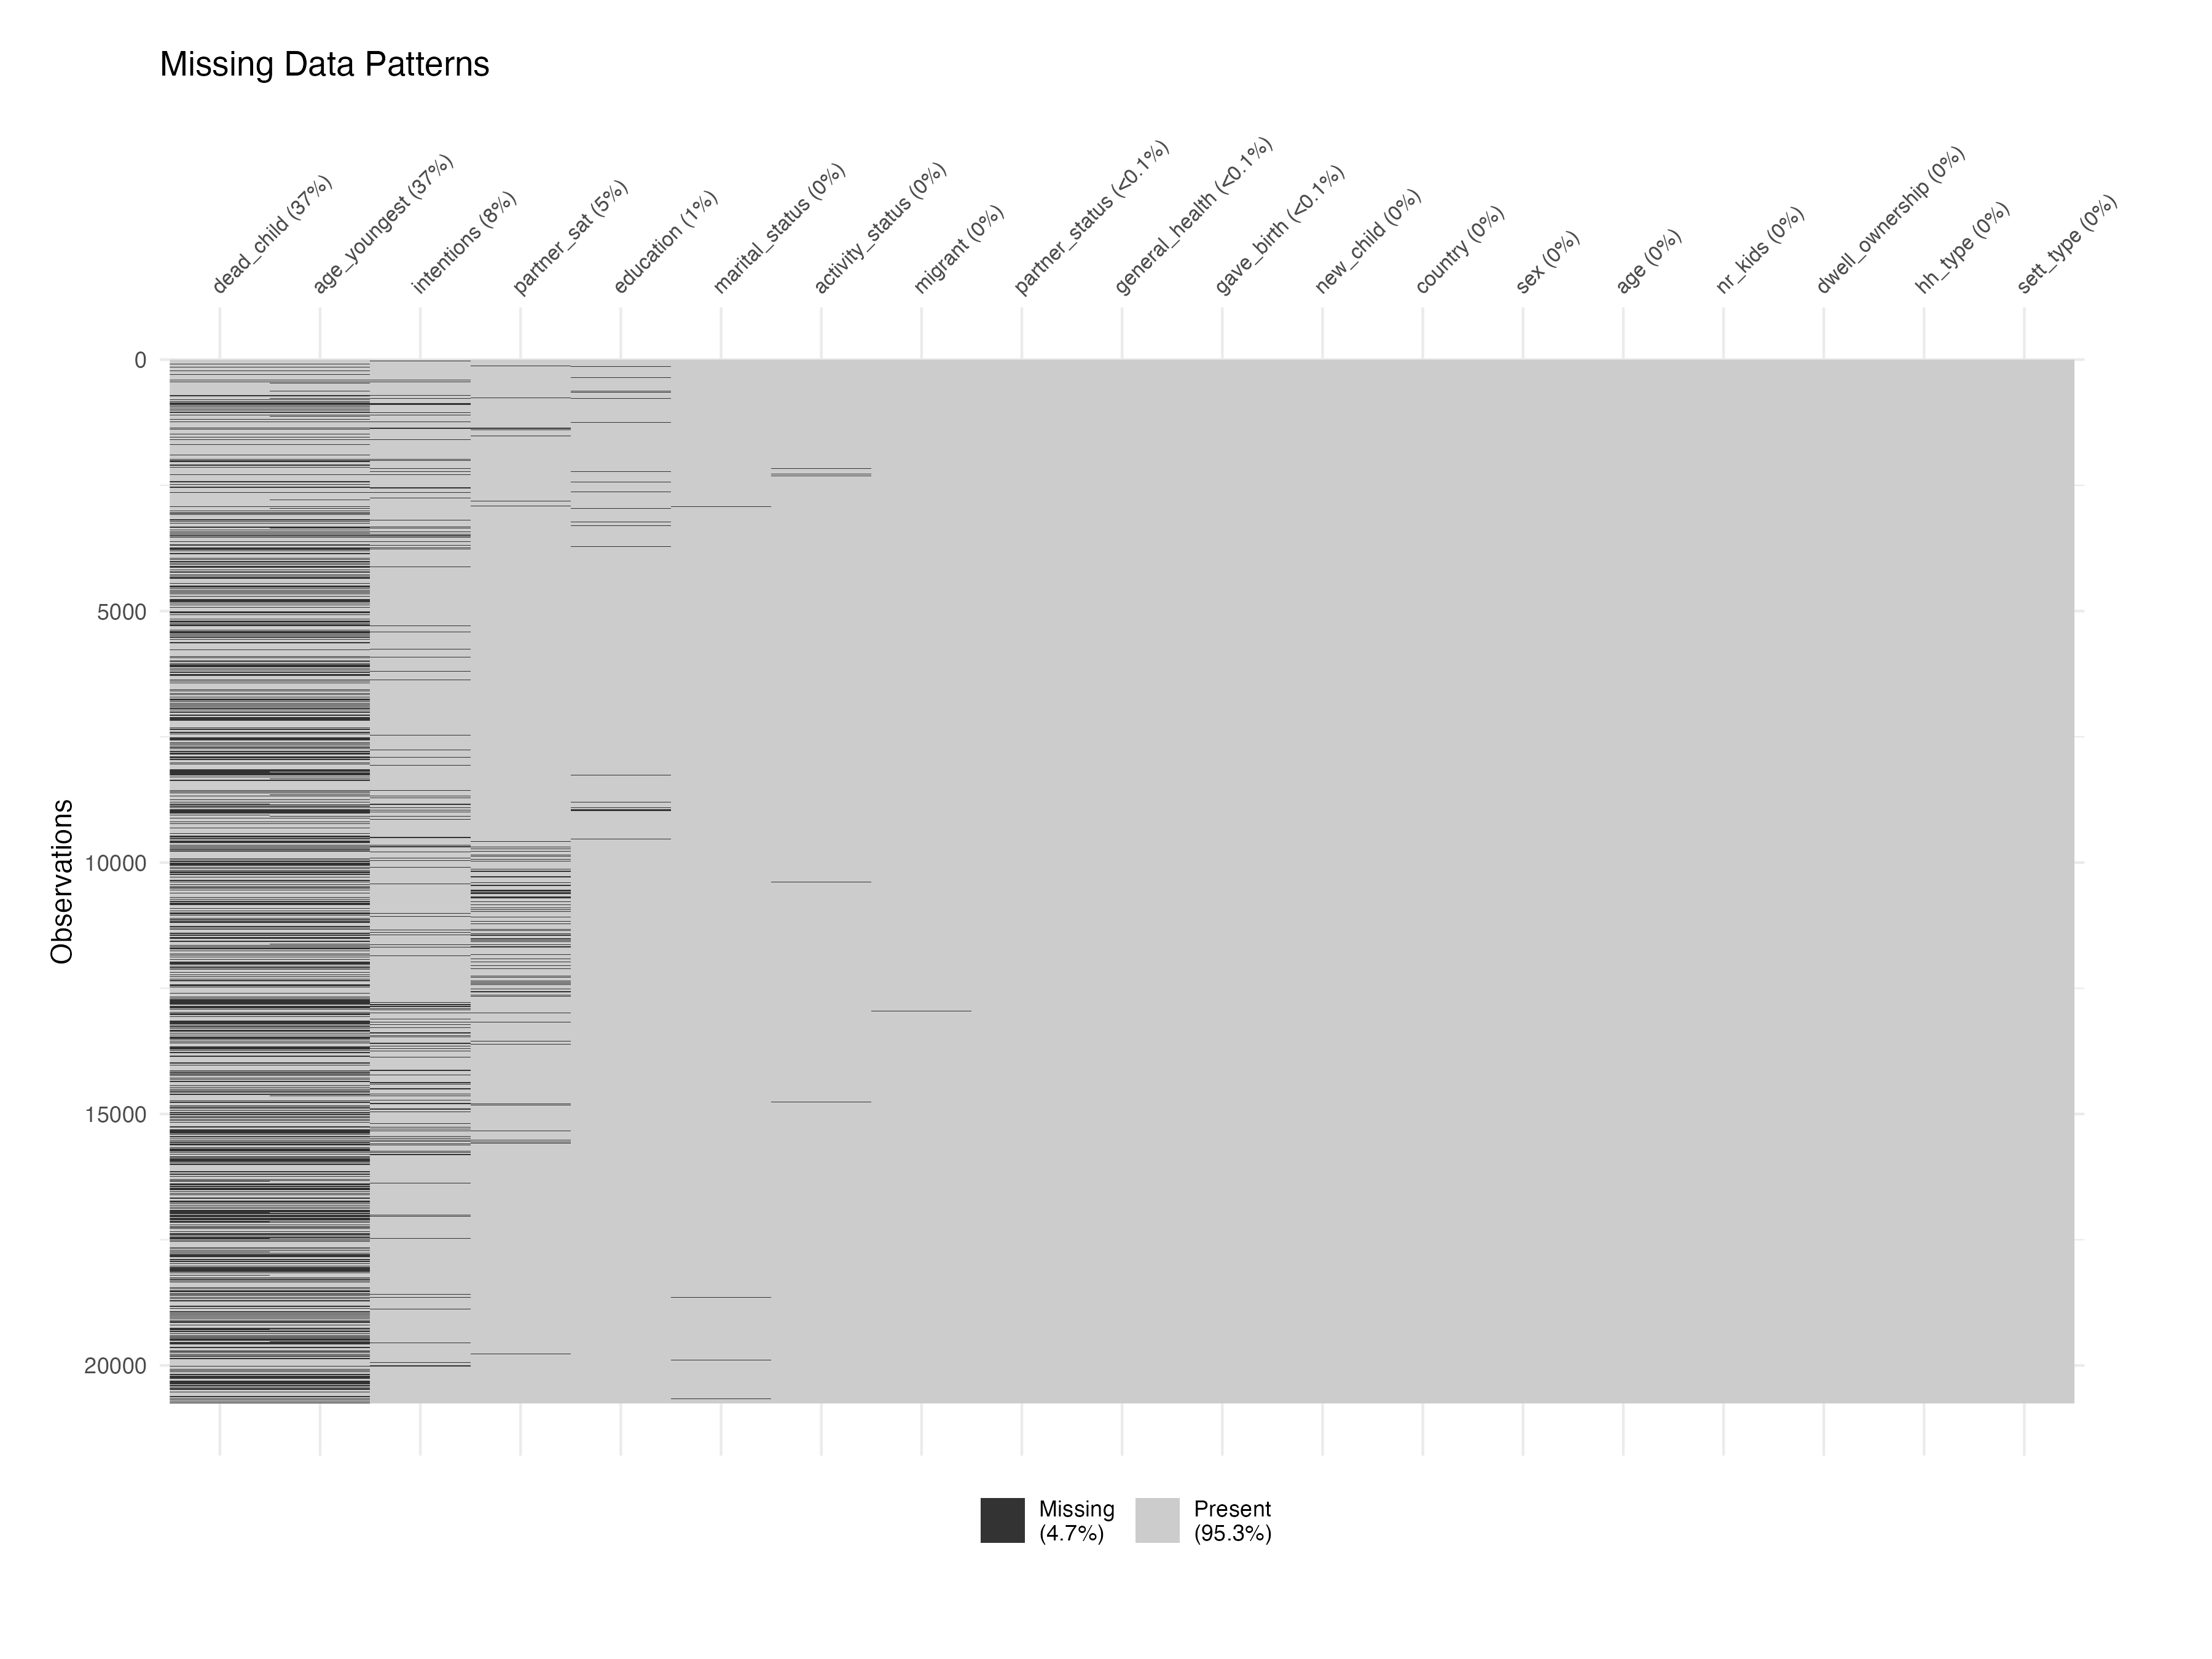 Missing Data Patterns
dead_child (37%)
age_youngest (37%)
intentions (8%)
partner_sat (5%)
education (1%)
marital_status (0%)
activity_status (0%)
migrant (0%)
partner_status (<0.1%)
general_health (<0.1%)
gave_birth (<0.1%)
new_child (0%)
country (0%)
sex (0%)
age (0%)
nr_kids (0%)
dwell_ownership (0%)
hh_type (0%)
sett_type (0%)
0
5000
10000
15000
20000
Observations
Missing
(4.7%)
Present
(95.3%)